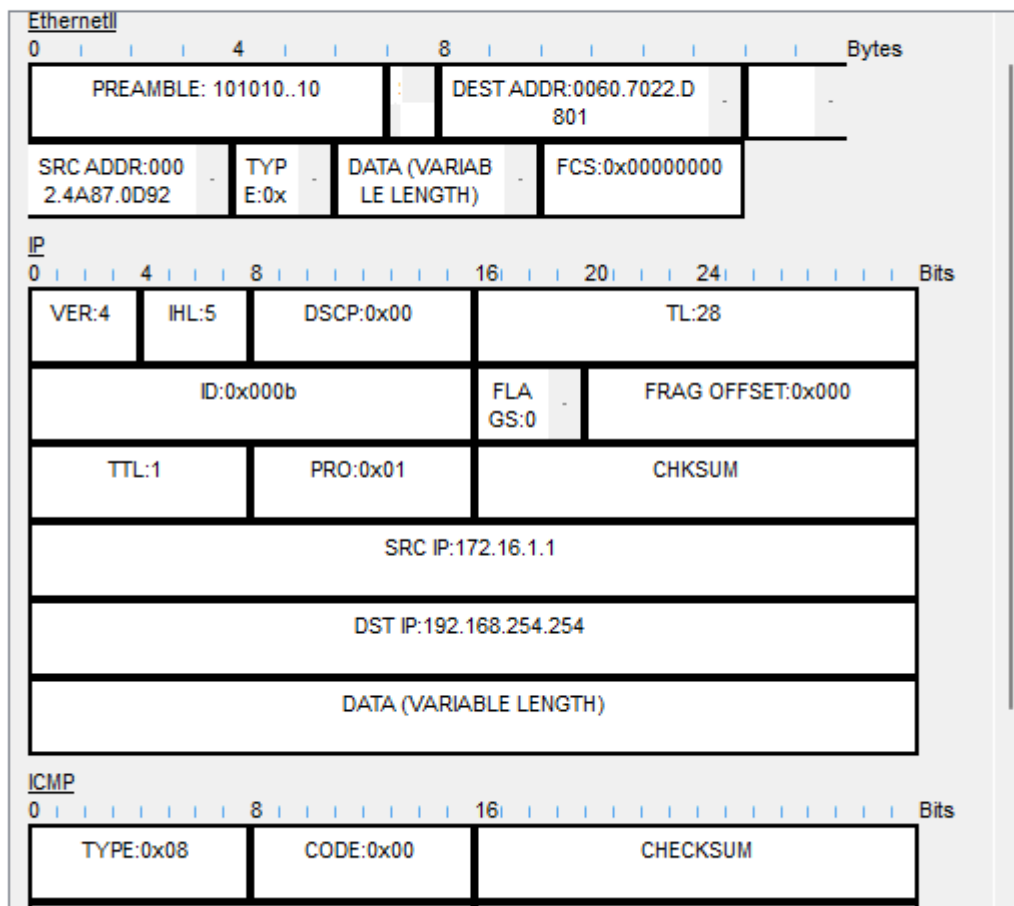 EthernetII
0 4 8 Bytes
PREAMBLE: 101010..10
DEST ADDR:0060.7022.D
801
SRC ADDR:000
2.4A87.0D92
TYP
E:0x
DATA (VARIAB
LE LENGTH)
FCS:0x00000000
IP
0 4 8 16 20 24 Bits
VER:4 IHL:5 DSCP:0x00 TL:28
ID:0x000b
FLA
GS:0
FRAG OFFSET:0x000
TTL:1 PRO:0x01 CHKSUM
SRC IP:172.16.1.1
DST IP:192.168.254.254
DATA (VARIABLE LENGTH)
ICMP
0 8 16 Bits
TYPE:0x08 CODE:0x00 CHECKSUM